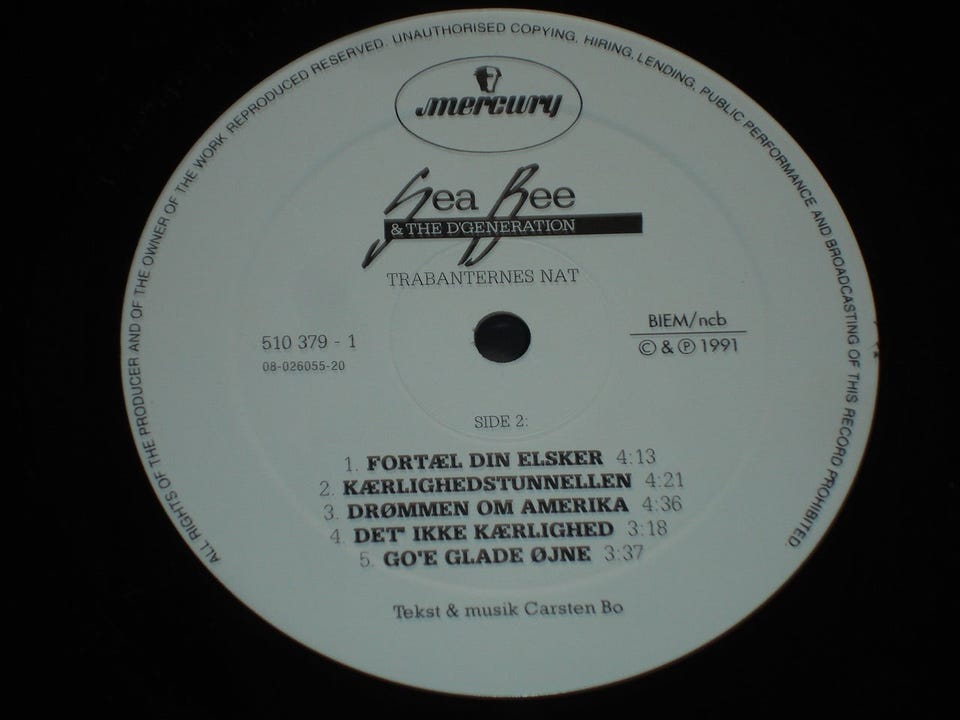 ALL RIGHTS OF THE PRODUCER AND OF THE OWNER OF THE WORK REPRODUCED RESERVED. UNAUTHORISED COPYING, HIRING, LENDING, PUBLIC PERFORMANCE AND BROADCASTING OF THIS RECORD PROHIBITED.
mercury
Sea Bee
& THE D'GENERATION
TRABANTERNES NAT
510 379 - 1
08-026055-20
BIEM/ncb
© & ℗ 1991
SIDE 2:
1. FORTÆL DIN ELSKER 4:13
2. KÆRLIGHEDSTUNNELLEN 4:21
3. DRØMMEN OM AMERIKA 4:36
4 DET' IKKE KÆRLIGHED 3:18
5. GO'E GLADE ØJNE 3:37
Tekst & musik Carsten Bo